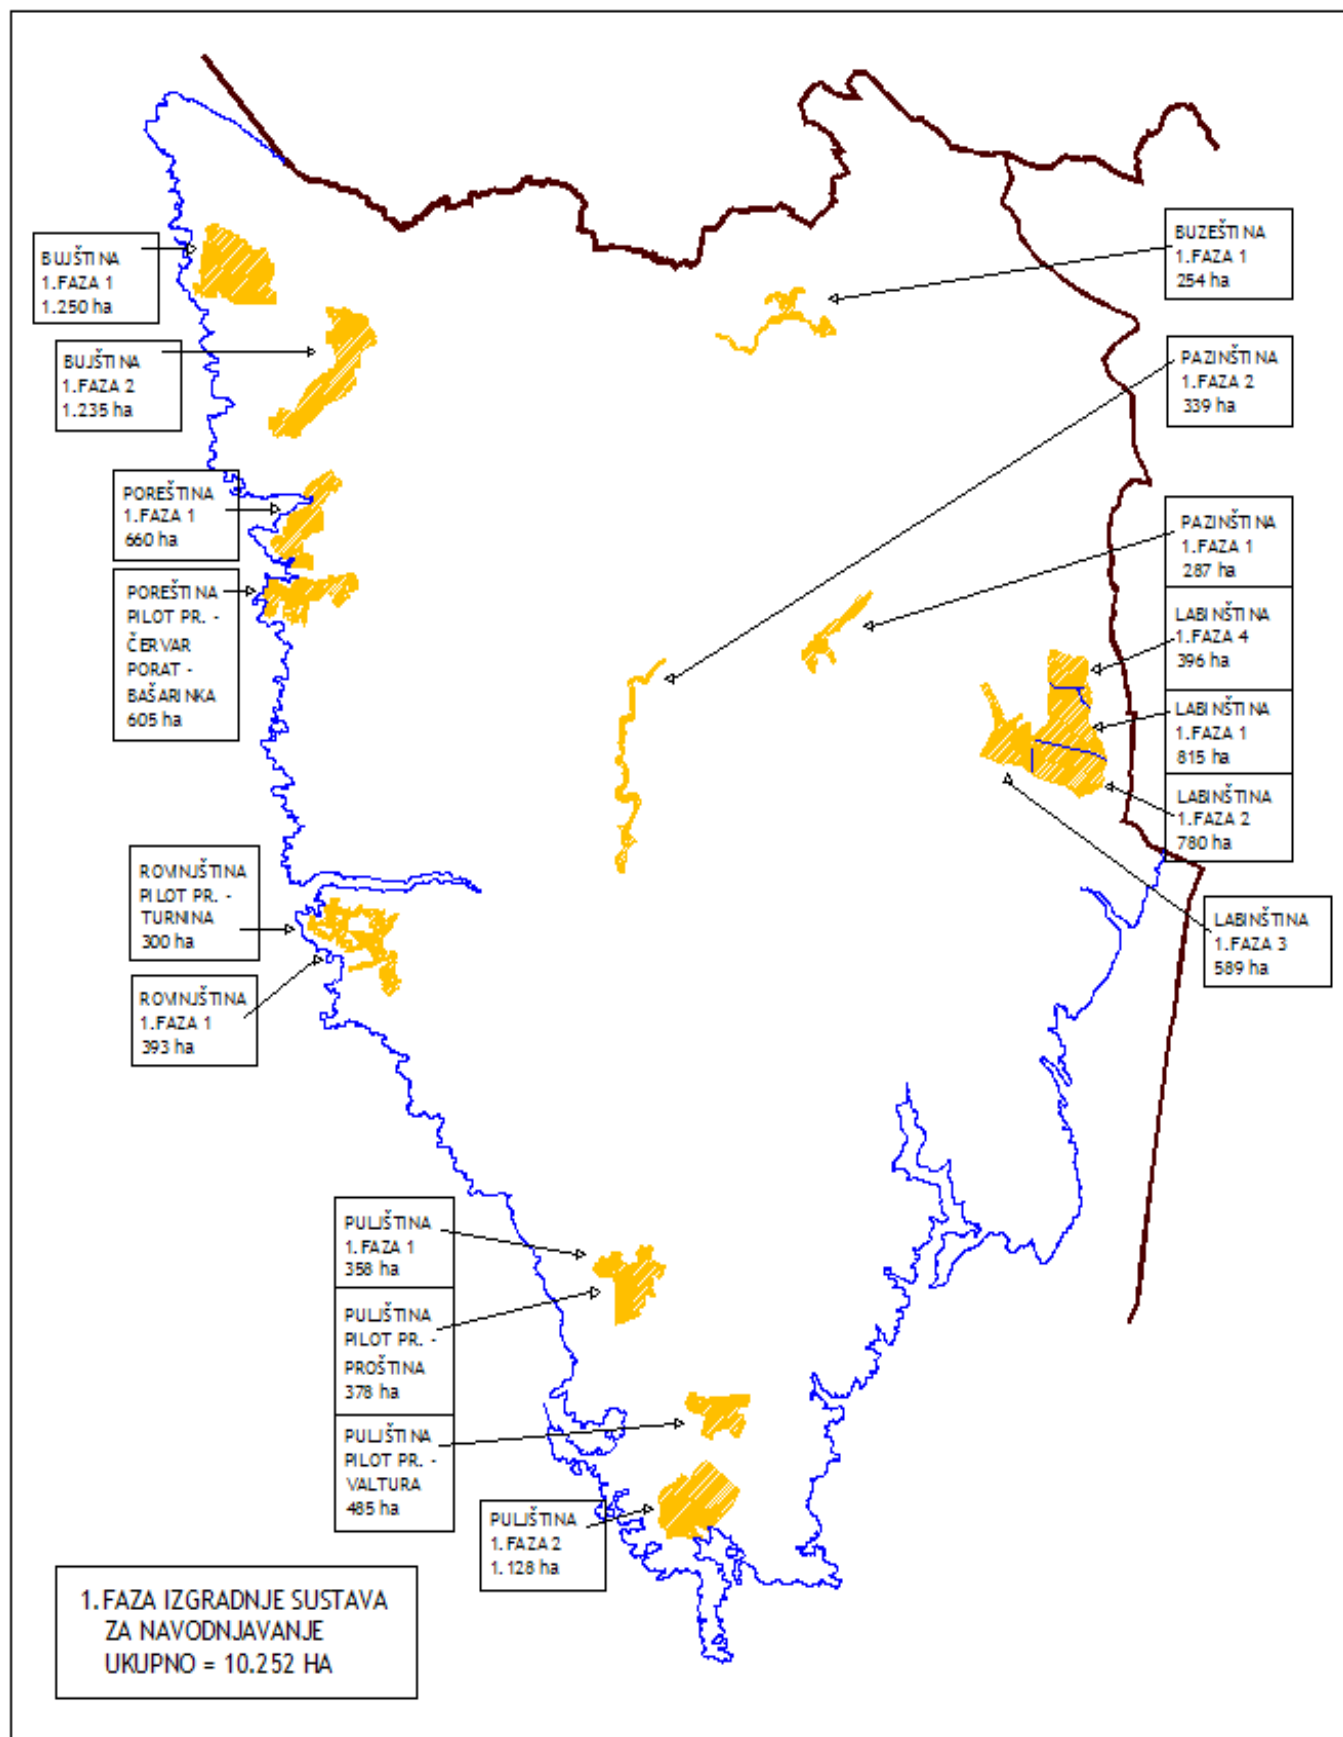 BUJŠTINA
1.FAZA 1
1.250 ha
BUJŠTINA
1.FAZA 2
1.235 ha
POREŠTINA
1.FAZA 1
660 ha
POREŠTINA
PILOT PR. -
ČERVAR
PORAT -
BAŠARINKA
605 ha
ROVINJŠTINA
PILOT PR. -
TURNINA
300 ha
ROVINJŠTINA
1.FAZA 1
393 ha
PULJŠTINA
1.FAZA 1
358 ha
PULJŠTINA
PILOT PR. -
PROŠTINA
378 ha
PULJŠTINA
PILOT PR. -
VALTURA
485 ha
PULJŠTINA
1.FAZA 2
1.128 ha
BUZEŠTINA
1.FAZA 1
254 ha
PAZINŠTINA
1.FAZA 2
339 ha
PAZINŠTINA
1.FAZA 1
287 ha
LABINŠTINA
1.FAZA 4
396 ha
LABINŠTINA
1.FAZA 1
815 ha
LABINŠTINA
1.FAZA 2
780 ha
LABINŠTINA
1.FAZA 3
589 ha
1.FAZA IZGRADNJE SUSTAVA
ZA NAVODNJAVANJE
UKUPNO = 10.252 HA